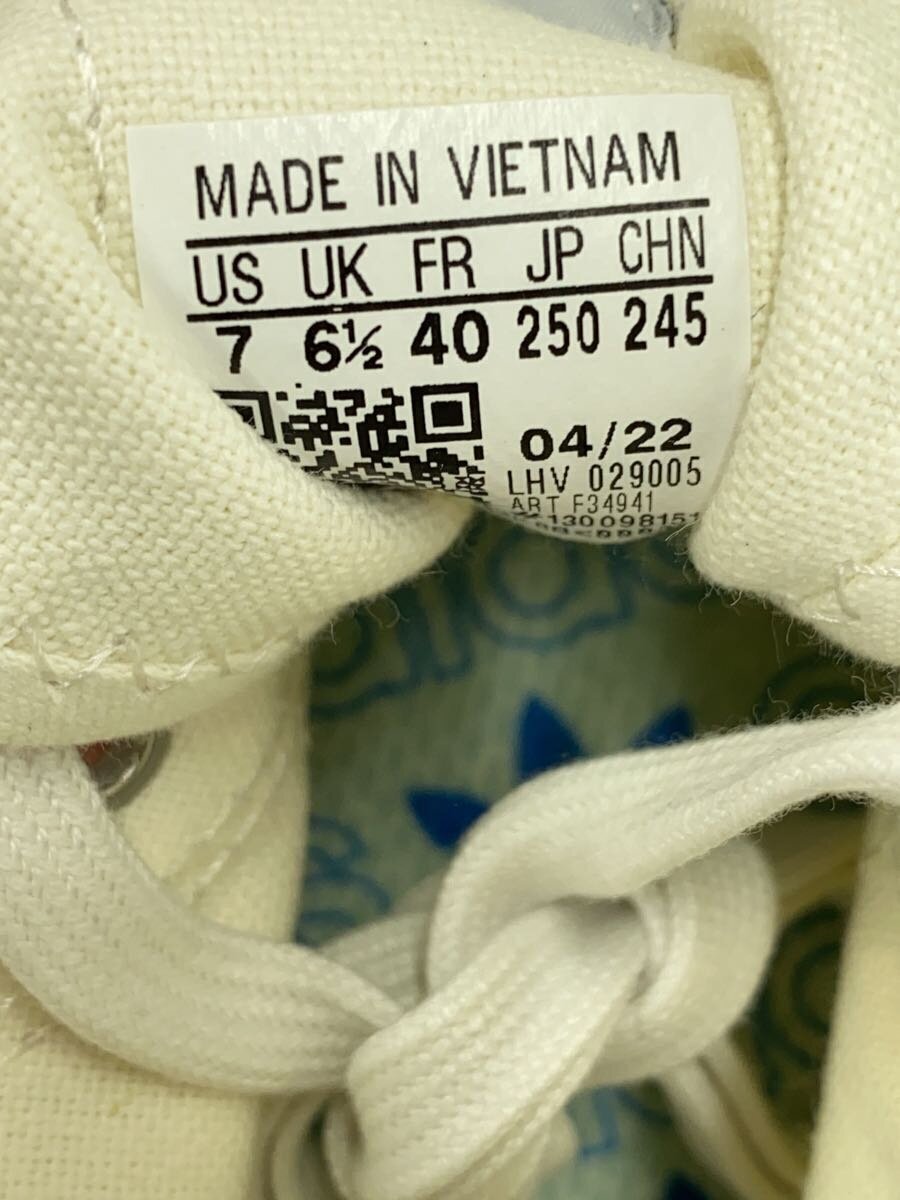 MADE IN VIETNAM
US UK FR JP CHN
7 6½ 40 250 245
04/22
LHV 029005
ART F34941
130098151